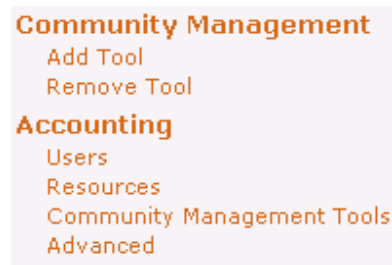 Community Management
Add Tool
Remove Tool
Accounting
Users
Resources
Community Management Tools
Advanced